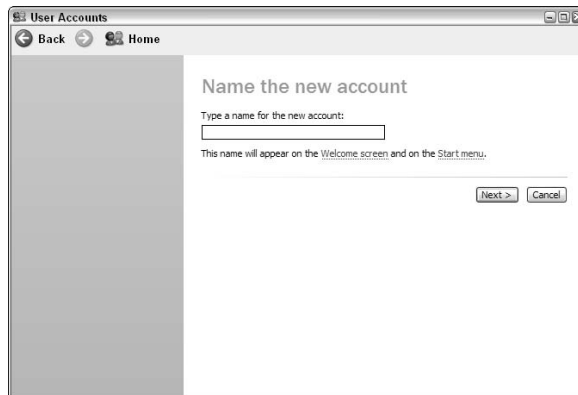 User Accounts
Back Home
Name the new account
Type a name for the new account:
This name will appear on the Welcome screen and on the Start menu.
Next > Cancel